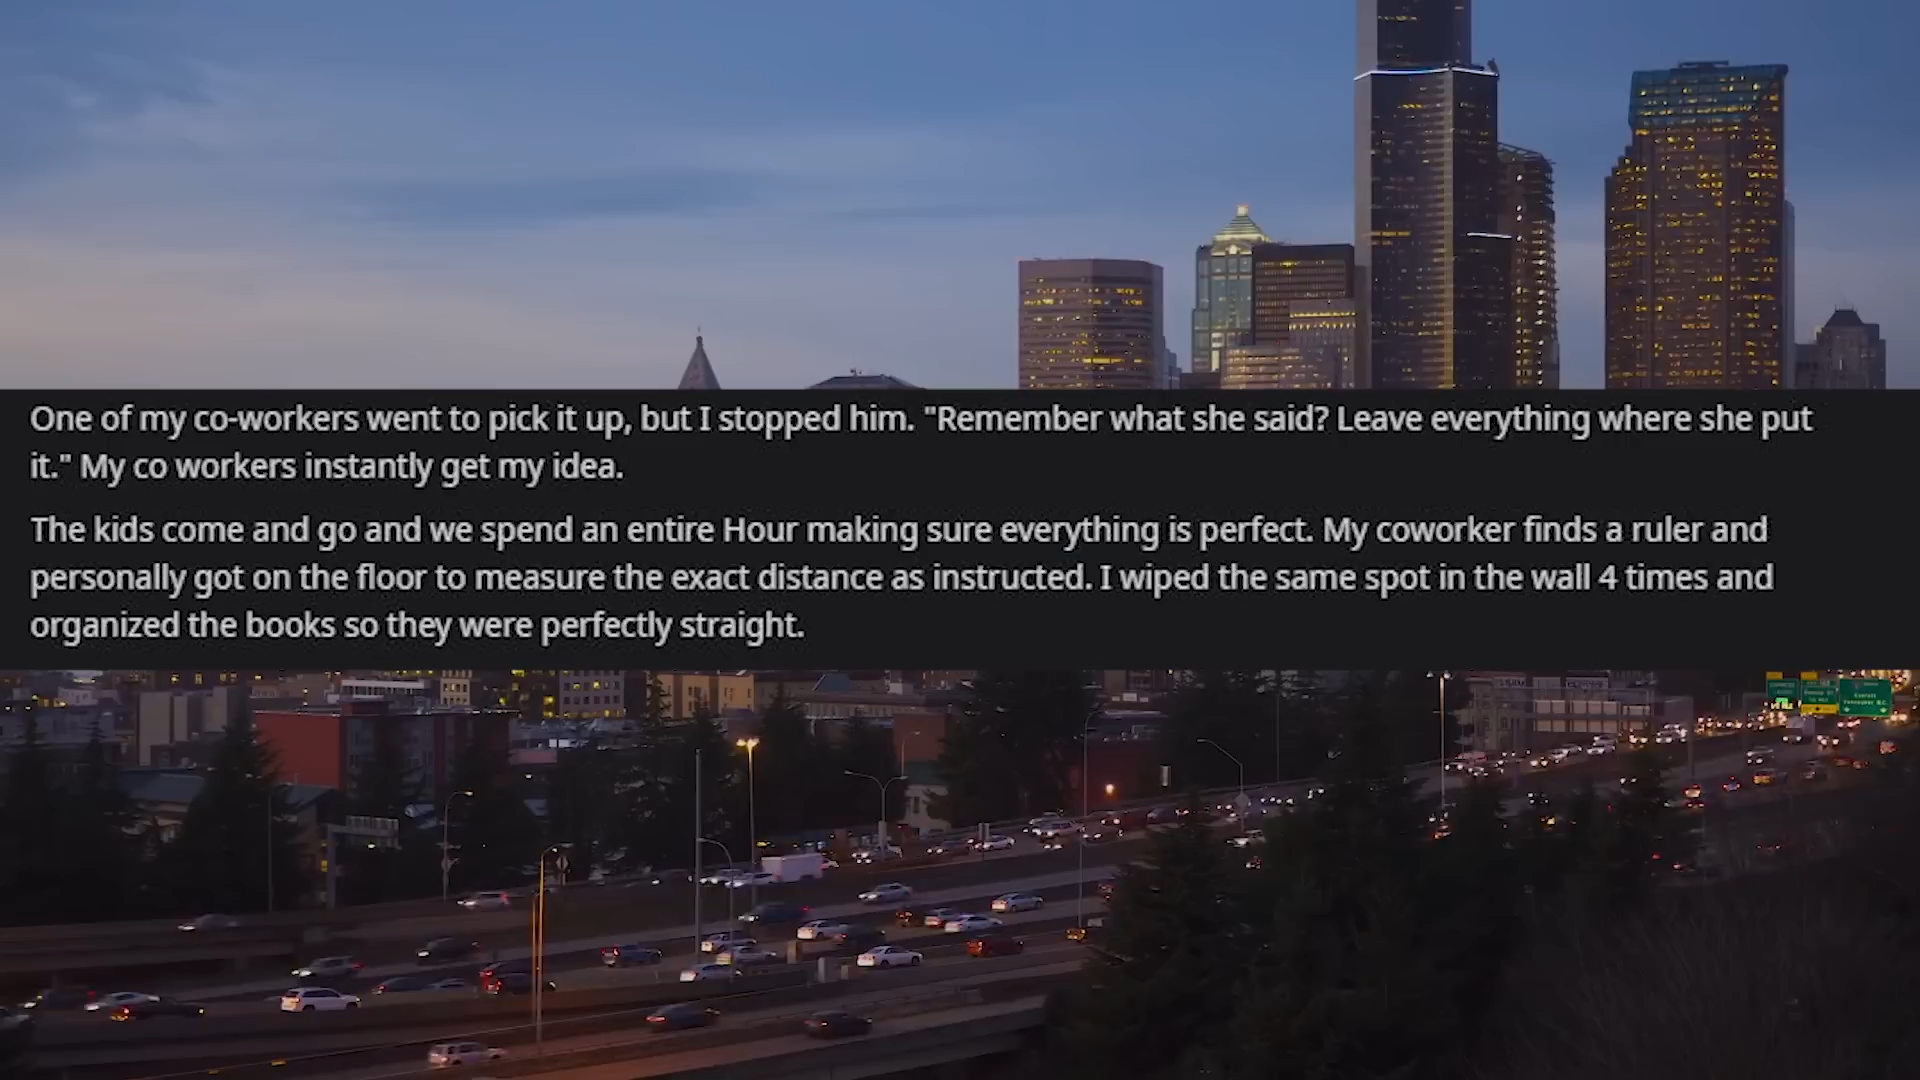 One of my co-workers went to pick it up, but I stopped him. "Remember what she said? Leave everything where she put
it." My co workers instantly get my idea.
The kids come and go and we spend an entire Hour making sure everything is perfect. My coworker finds a ruler and
personally got on the floor to measure the exact distance as instructed. I wiped the same spot in the wall 4 times and
organized the books so they were perfectly straight.
Everett
Vancouver B.C.